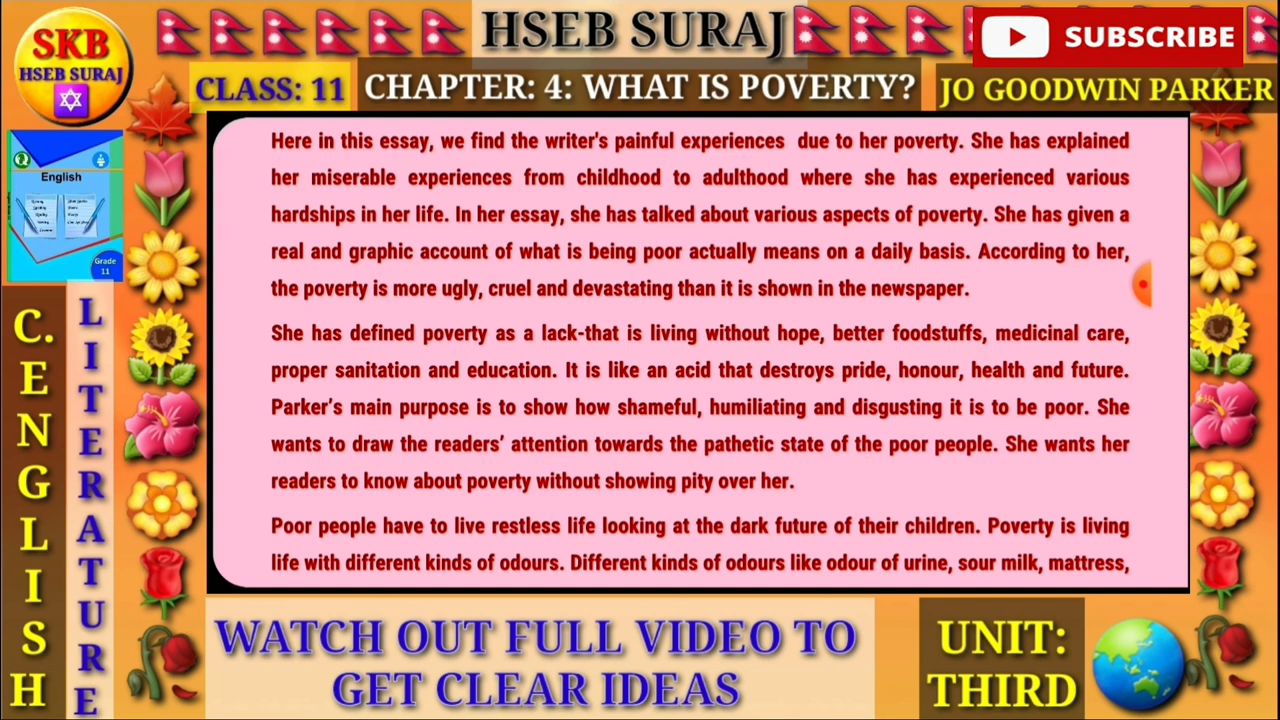 SKB
HSEB SURAJ
HSEB SURAJ
SUBSCRIBE
CLASS: 11
CHAPTER: 4: WHAT IS POVERTY?
JO GOODWIN PARKER
English
Grade
11
C. ENGLISH
LITERATURE
Here in this essay, we find the writer's painful experiences due to her poverty. She has explained
her miserable experiences from childhood to adulthood where she has experienced various
hardships in her life. In her essay, she has talked about various aspects of poverty. She has given a
real and graphic account of what is being poor actually means on a daily basis. According to her,
the poverty is more ugly, cruel and devastating than it is shown in the newspaper.
She has defined poverty as a lack-that is living without hope, better foodstuffs, medicinal care,
proper sanitation and education. It is like an acid that destroys pride, honour, health and future.
Parker’s main purpose is to show how shameful, humiliating and disgusting it is to be poor. She
wants to draw the readers’ attention towards the pathetic state of the poor people. She wants her
readers to know about poverty without showing pity over her.
Poor people have to live restless life looking at the dark future of their children. Poverty is living
life with different kinds of odours. Different kinds of odours like odour of urine, sour milk, mattress,
WATCH OUT FULL VIDEO TO
GET CLEAR IDEAS
UNIT:
THIRD